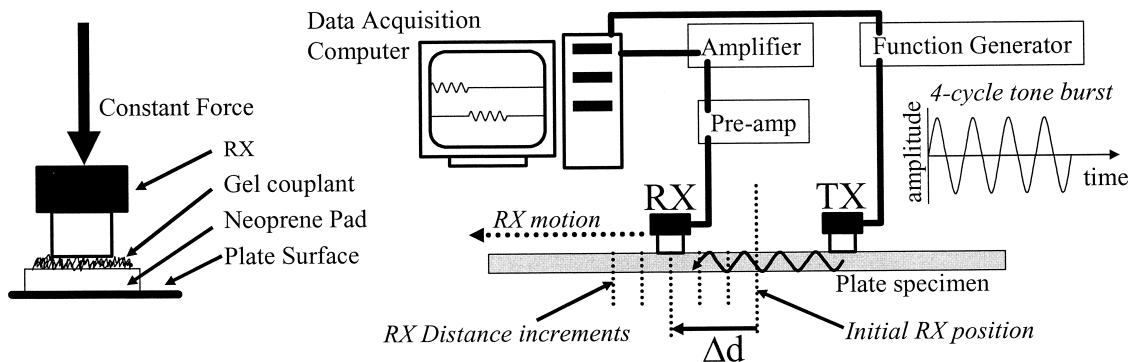 Constant Force
RX
Gel couplant
Neoprene Pad
Plate Surface
Data Acquisition
Computer
Amplifier
Pre-amp
Function Generator
4-cycle tone burst
amplitude
time
RX
TX
RX motion
Plate specimen
RX Distance increments
Δd
Initial RX position